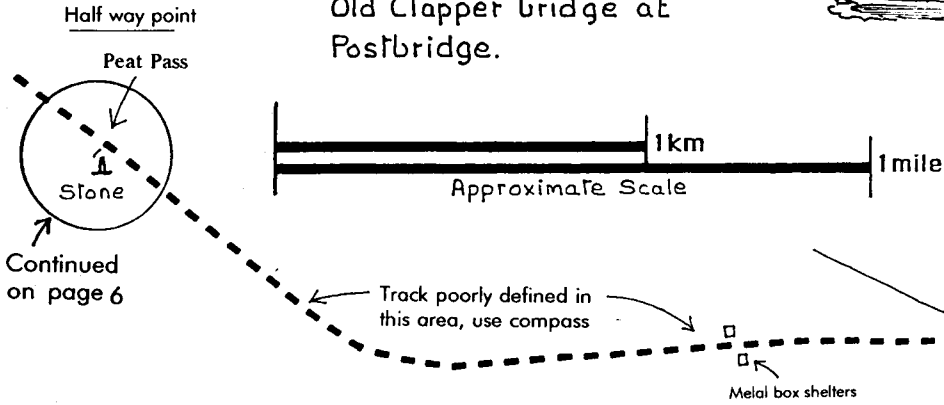 Half way point
Old Clapper bridge at
Postbridge.
Peat Pass
Stone
1km
1mile
Approximate Scale
Continued
on page 6
Track poorly defined in
this area, use compass
Melal box shelters